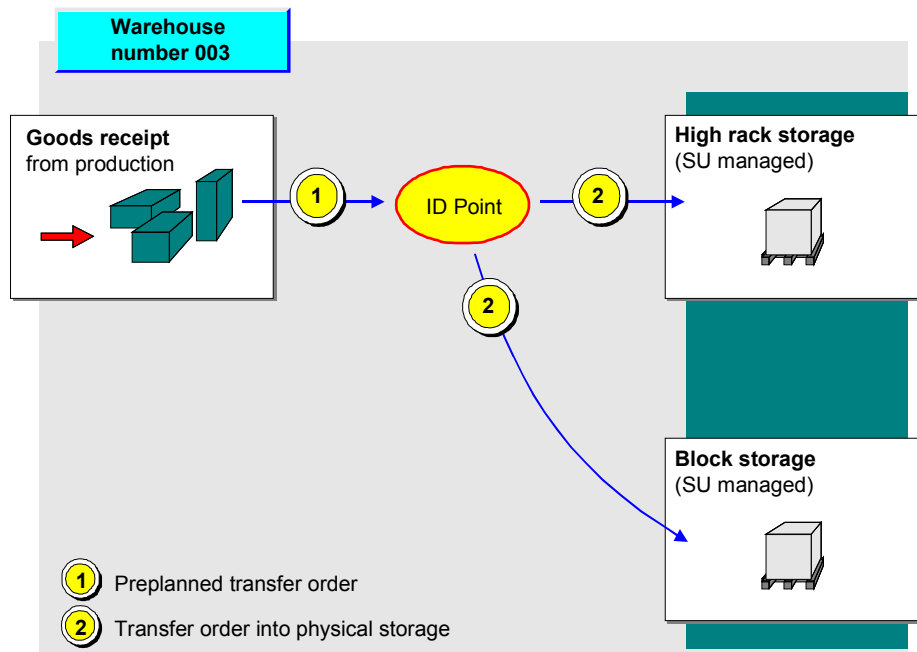 Warehouse
number 003
Goods receipt
from production
1
ID Point
2
High rack storage
(SU managed)
2
Block storage
(SU managed)
1 Preplanned transfer order
2 Transfer order into physical storage